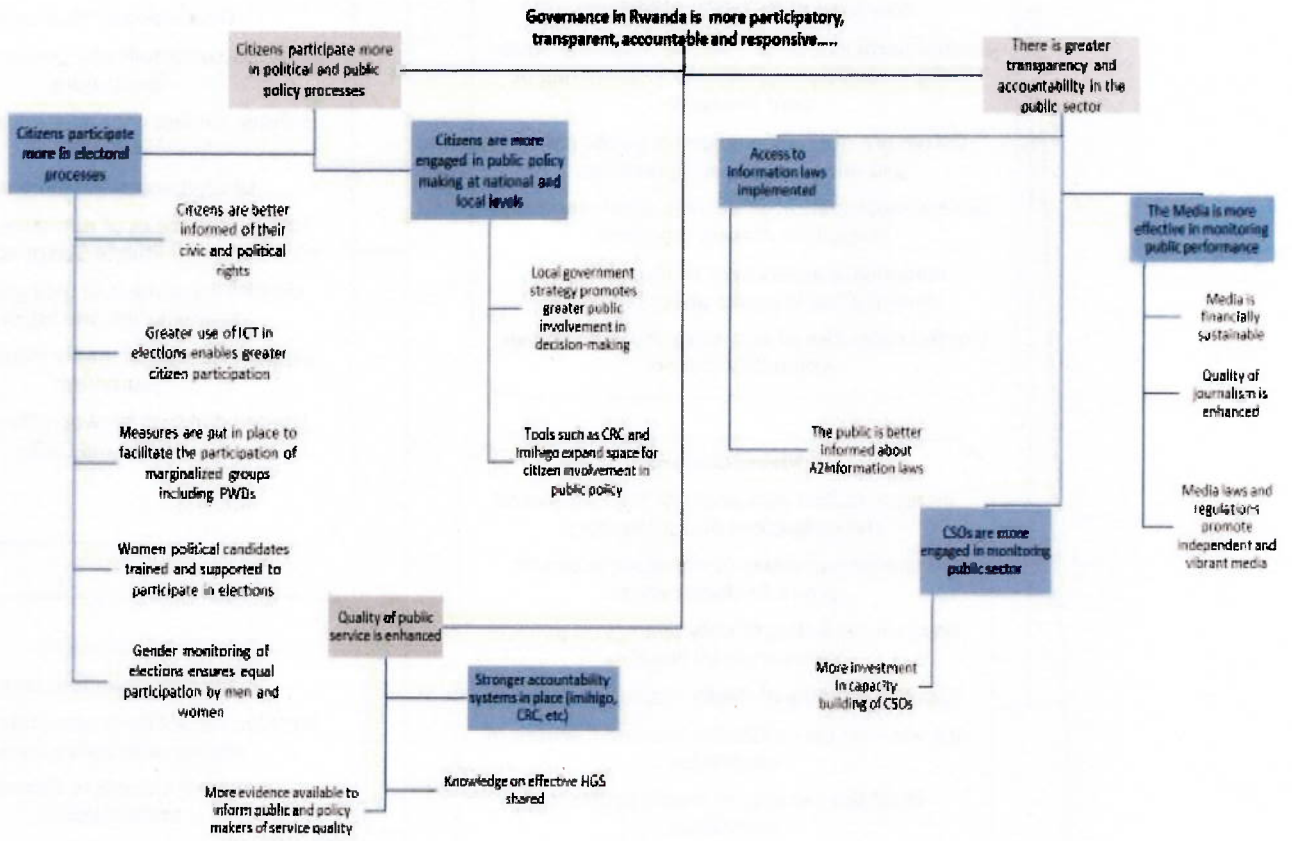 Governance in Rwanda is more participatory,
transparent, accountable and responsive.....
Citizens participate more
in political and public
policy processes
There is greater
transparency and
accountability in the
public sector
Citizens participate
more in electoral
processes
Citizens are more
engaged in public policy
making at national and
local levels
Access to
information laws
implemented
The Media is more
effective in monitoring
public performance
Citizens are better
informed of their
civic and political
rights
Greater use of ICT in
elections enables greater
citizen participation
Measures are put in place to
facilitate the participation of
marginalized groups
including PWDs
Women political candidates
trained and supported to
participate in elections
Gender monitoring of
elections ensures equal
participation by men and
women
Local government
strategy promotes
greater public
involvement in
decision-making
Tools such as CRC and
Imihigo expand space for
citizen involvement in
public policy
The public is better
informed about
A2Information laws
Media is
financially
sustainable
Quality of
journalism is
enhanced
Media laws and
regulations
promote
independent and
vibrant media
CSOs are more
engaged in monitoring
public sector
More investment
in capacity
building of CSOs
Quality of public
service is enhanced
Stronger accountability
systems in place (imihigo,
CRC, etc)
Knowledge on effective HGS
shared
More evidence available to
inform public and policy
makers of service quality